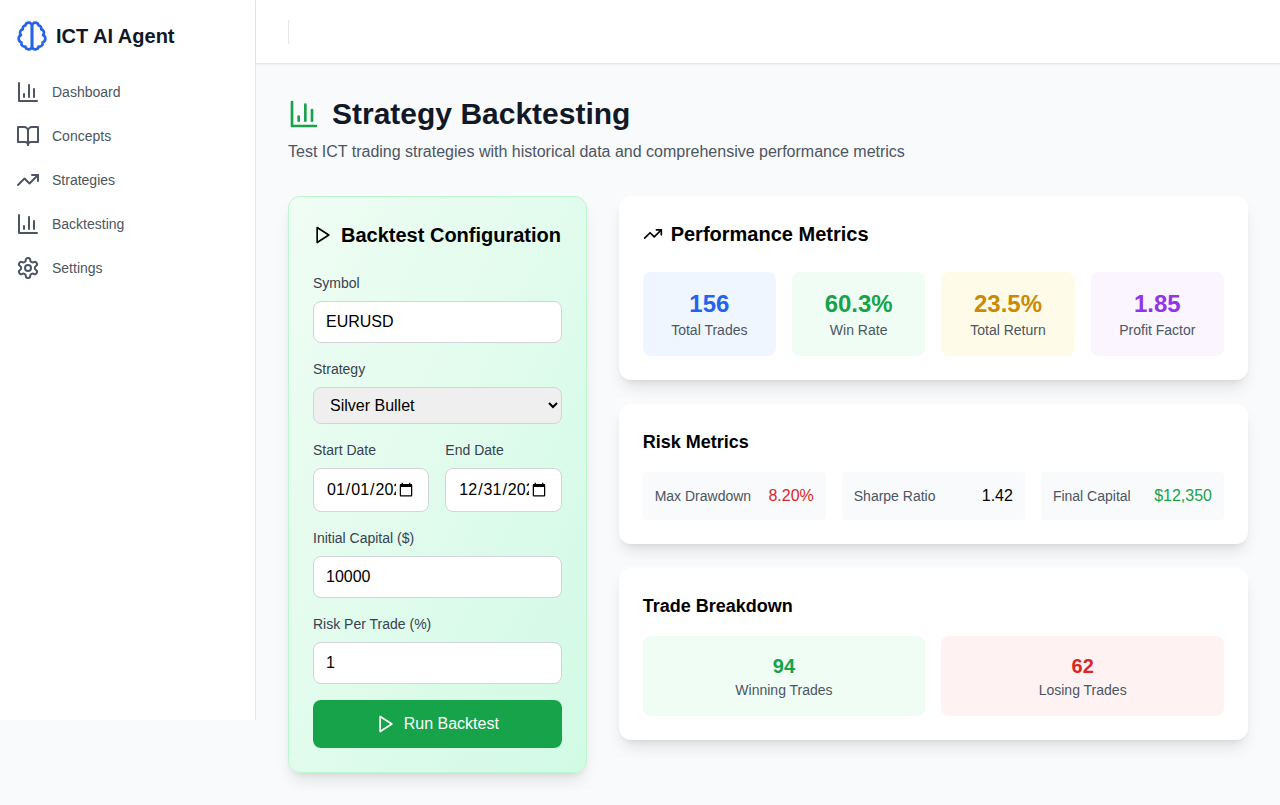 ICT AI Agent
Dashboard
Concepts
Strategies
Backtesting
Settings
Strategy Backtesting
Test ICT trading strategies with historical data and comprehensive performance metrics
Backtest Configuration
Symbol
EURUSD
Strategy
Silver Bullet
Start Date
End Date
01/01/202
12/31/202
Initial Capital ($)
10000
Risk Per Trade (%)
1
Run Backtest
Performance Metrics
156
Total Trades
60.3%
Win Rate
23.5%
Total Return
1.85
Profit Factor
Risk Metrics
Max Drawdown 8.20%
Sharpe Ratio 1.42
Final Capital $12,350
Trade Breakdown
94
Winning Trades
62
Losing Trades